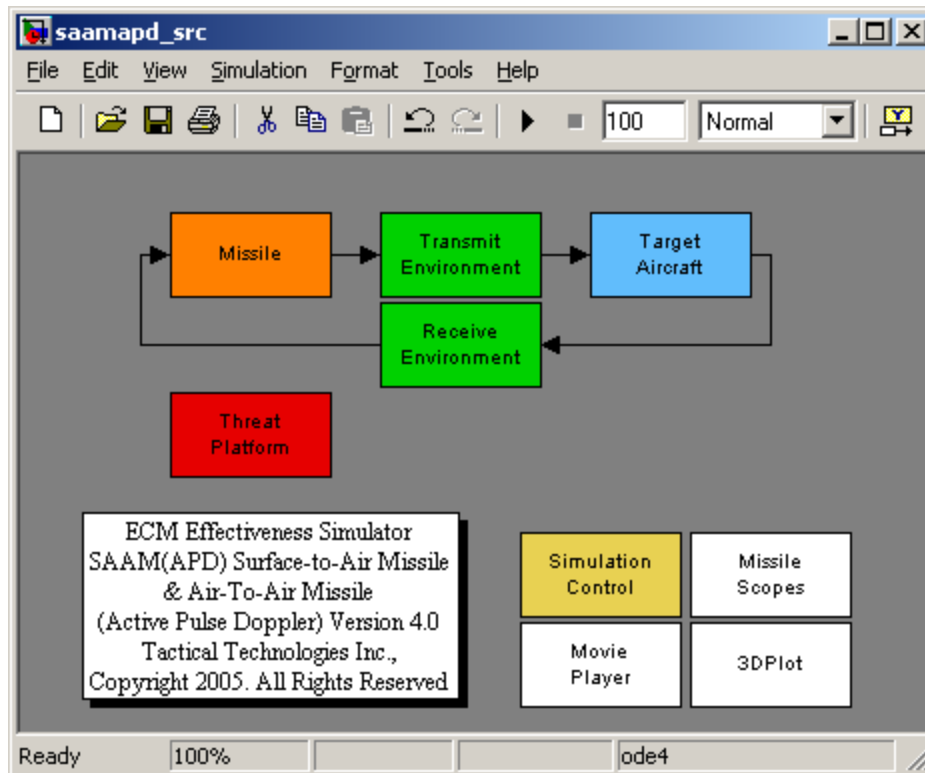 saamapd_src
File Edit View Simulation Format Tools Help
100 Normal Y
Missile
Transmit
Environment
Target
Aircraft
Receive
Environment
Threat
Platform
ECM Effectiveness Simulator
SAAM(APD) Surface-to-Air Missile
& Air-To-Air Missile
(Active Pulse Doppler) Version 4.0
Tactical Technologies Inc.,
Copyright 2005. All Rights Reserved
Simulation
Control
Missile
Scopes
Movie
Player
3DPlot
Ready 100% ode4